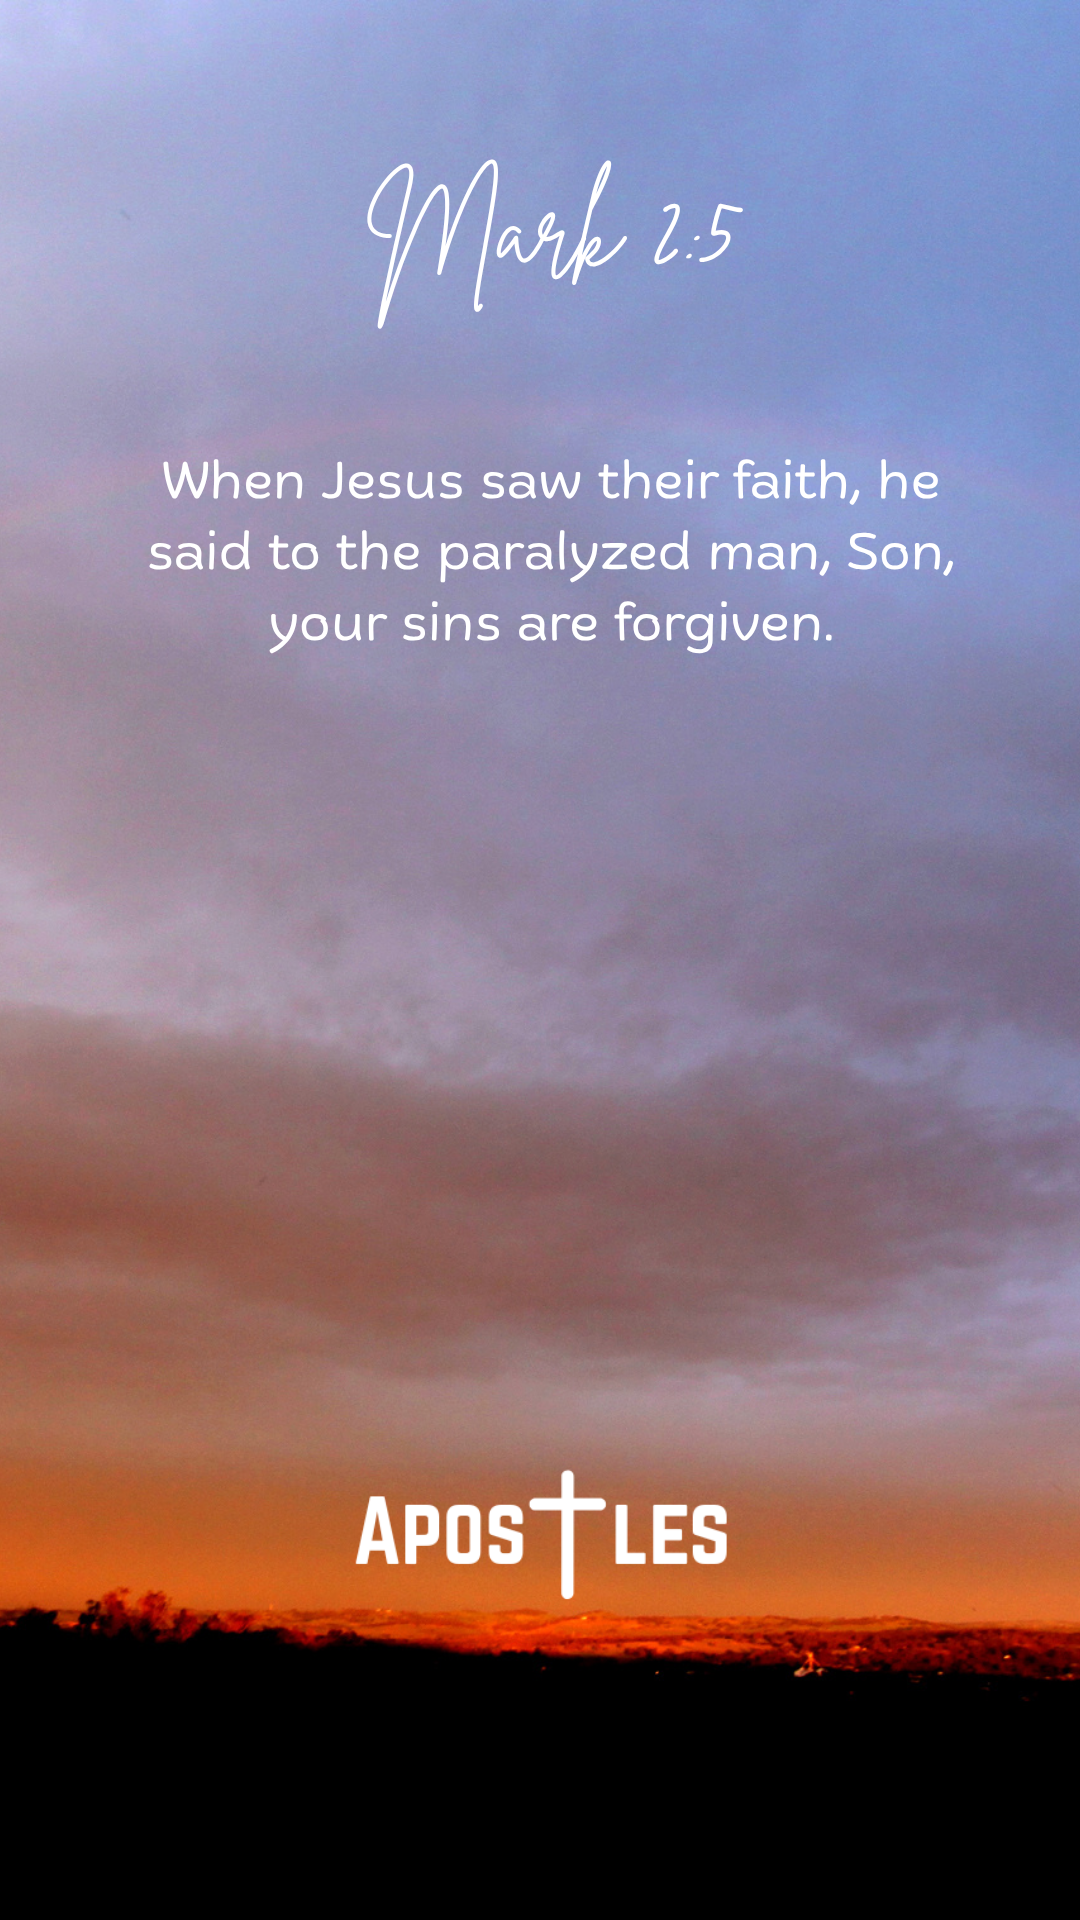 Mark 2:5
When Jesus saw their faith, he
said to the paralyzed man, Son,
your sins are forgiven.
APOSTLES